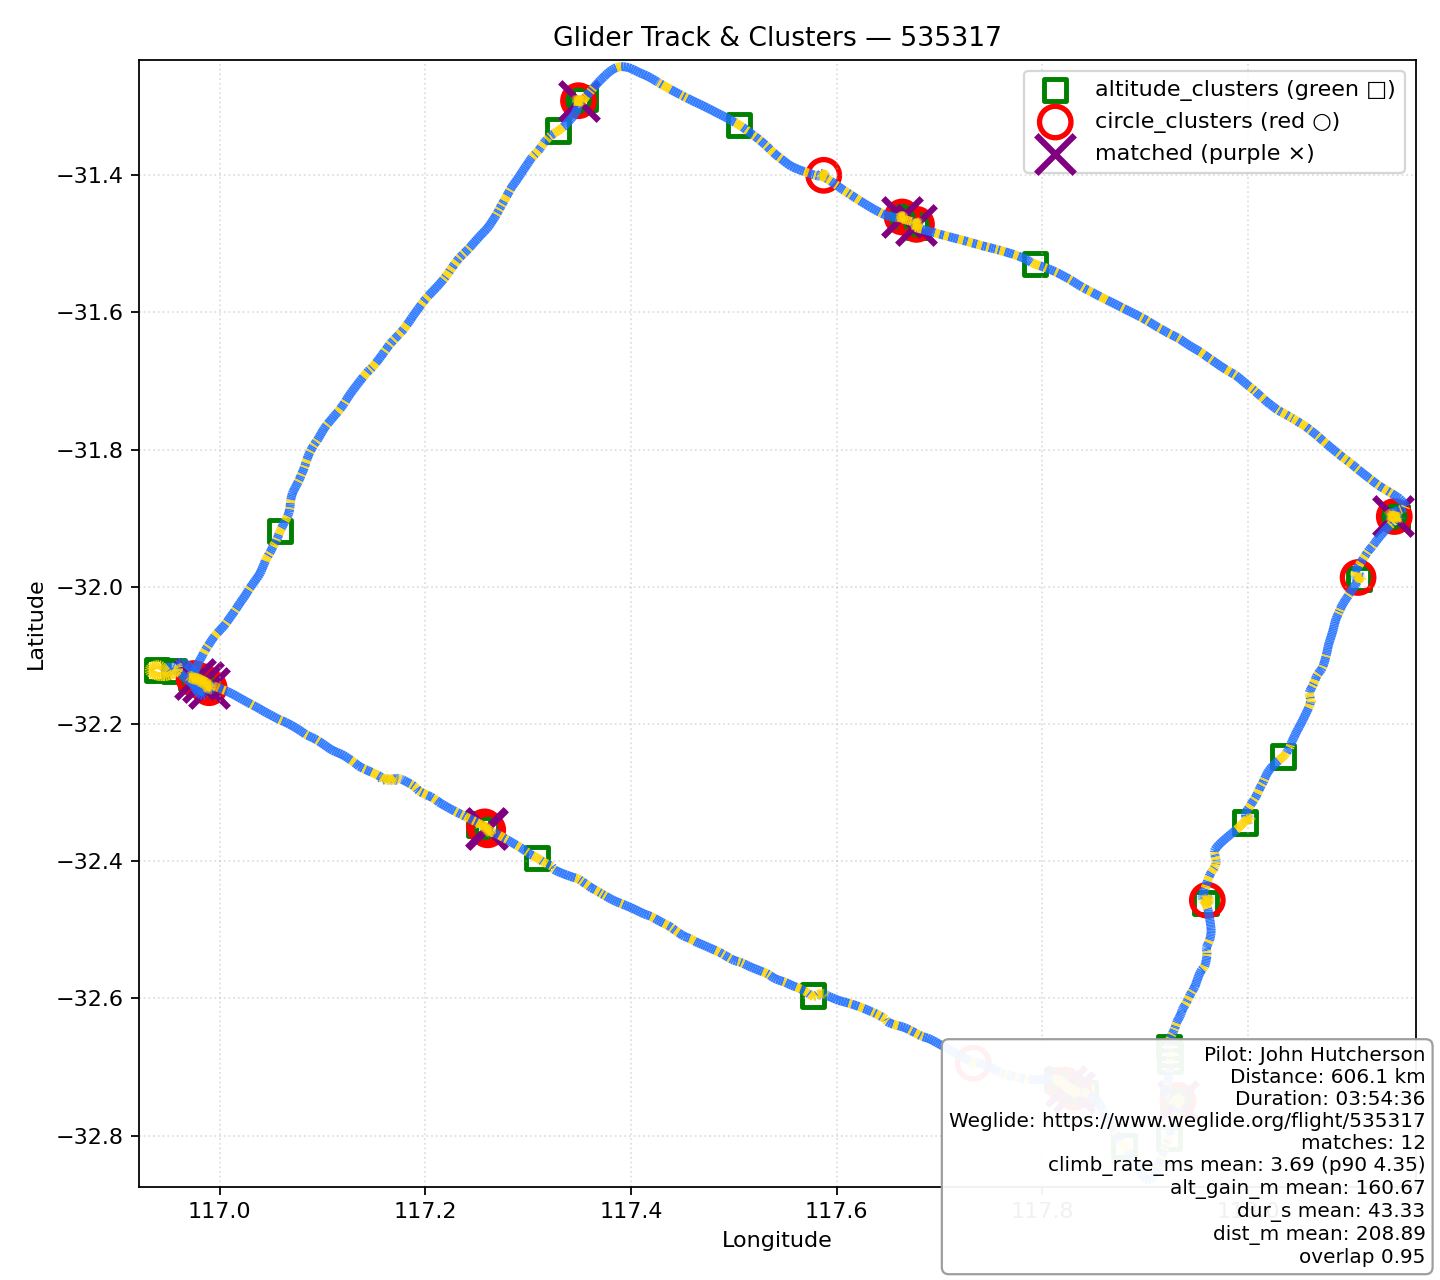 Glider Track & Clusters — 535317
altitude_clusters (green □)
circle_clusters (red ○)
matched (purple ×)
Latitude
−31.4
−31.6
−31.8
−32.0
−32.2
−32.4
−32.6
−32.8
117.0
117.2
117.4
117.6
117.8
Longitude
Pilot: John Hutcherson
Distance: 606.1 km
Duration: 03:54:36
Weglide: https://www.weglide.org/flight/535317
matches: 12
climb_rate_ms mean: 3.69 (p90 4.35)
alt_gain_m mean: 160.67
dur_s mean: 43.33
dist_m mean: 208.89
overlap 0.95